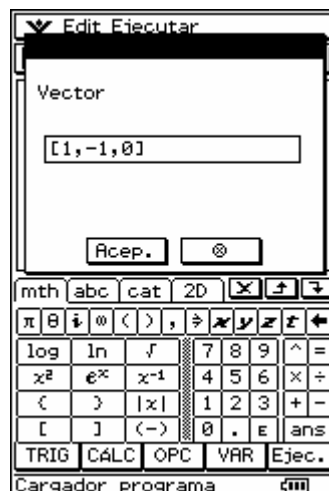 Edit Ejecutar
Vector
[1,-1,0]
Acep. ⊗
mth abc cat 2D
π θ i ∞ ( ) , ⇒ x y z t ←
log ln √ 7 8 9 ^ =
x² eˣ x⁻¹ 4 5 6 × ÷
( ) |x| 1 2 3 + -
[ ] (-) 0 . E ans
TRIG CALC OPC VAR Ejec.
Cargador programa